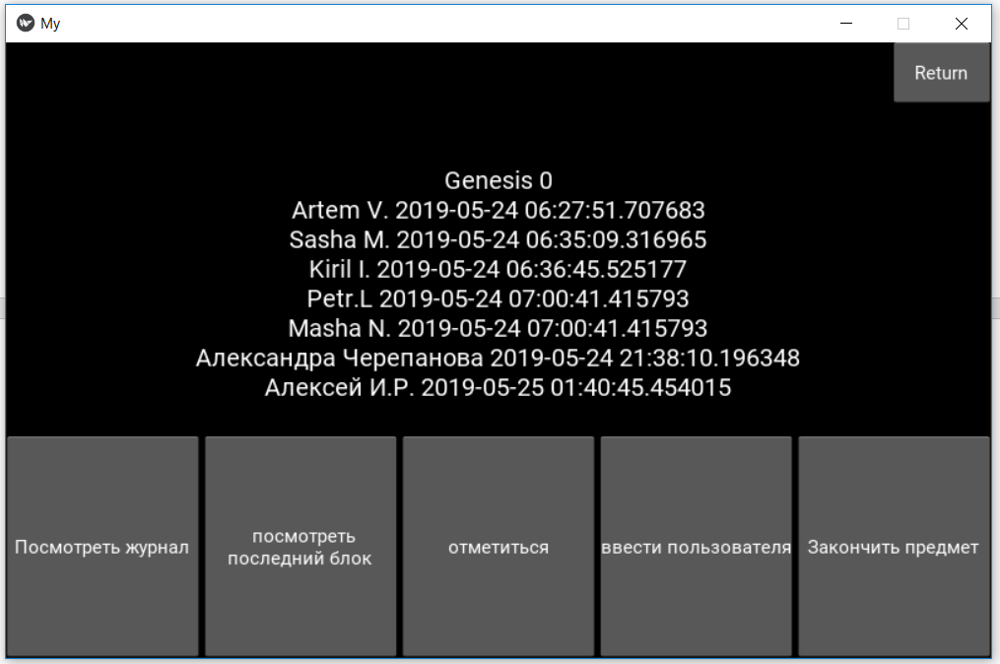 My
Return
Genesis 0
Artem V. 2019-05-24 06:27:51.707683
Sasha M. 2019-05-24 06:35:09.316965
Kiril I. 2019-05-24 06:36:45.525177
Petr.L 2019-05-24 07:00:41.415793
Masha N. 2019-05-24 07:00:41.415793
Александра Черепанова 2019-05-24 21:38:10.196348
Алексей И.Р. 2019-05-25 01:40:45.454015
Посмотреть журнал
посмотреть
последний блок
отметиться
ввести пользователя
Закончить предмет